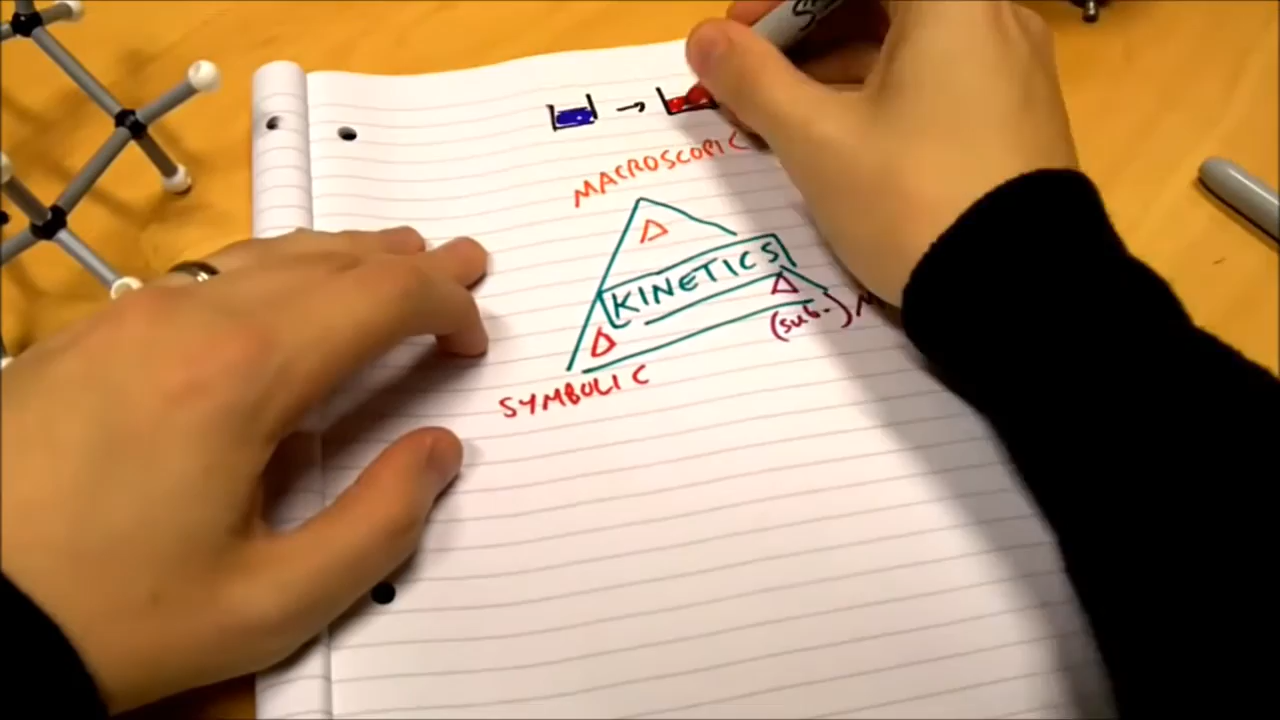 MACROSCOPIC
Δ
KINETICS
Δ
(sub-)
Δ
SYMBOLIC